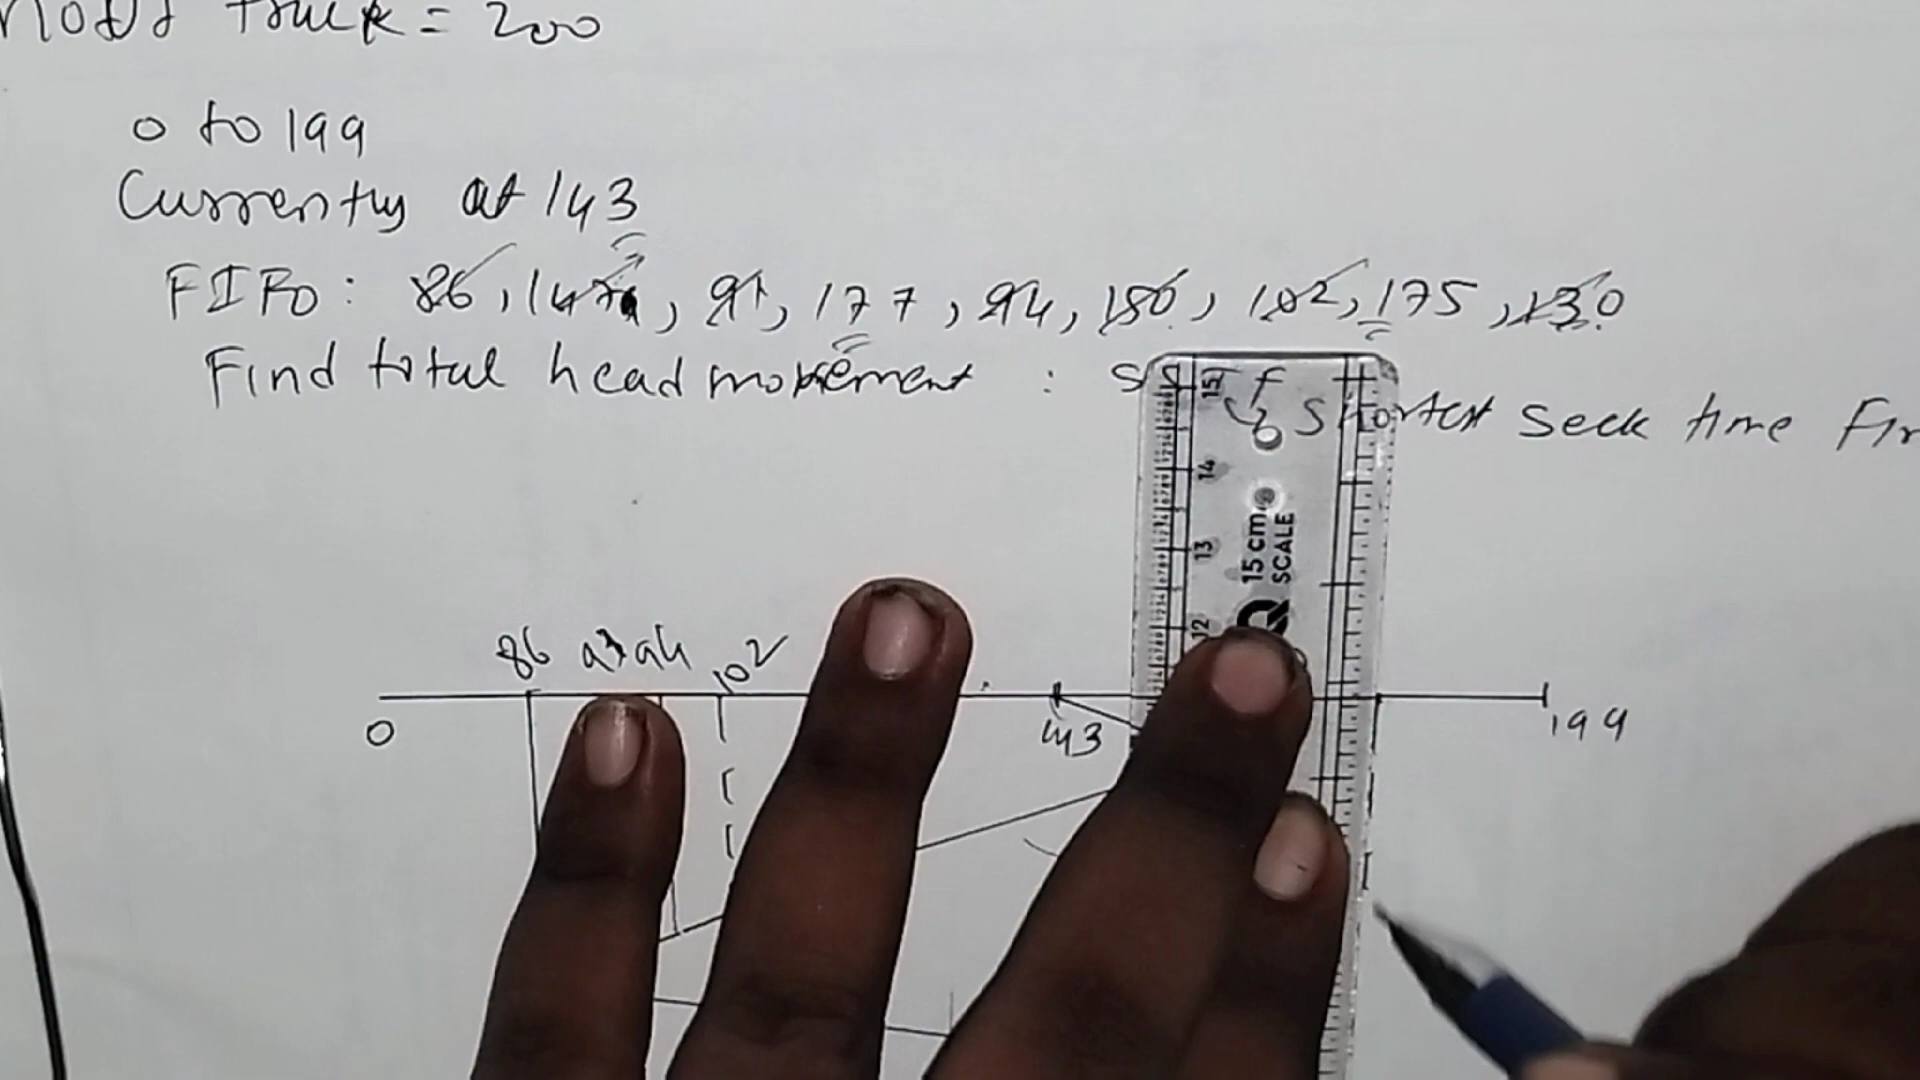 = 200
0 to 199
Currently at 143
FIFO: 86, 147, 91, 177, 94, 150, 102, 175, 130
Find total head movement : SSTF
Shortest Seek time Fir
86 91 94 102
0 143 199
15 14 13 12
15 cm SCALE